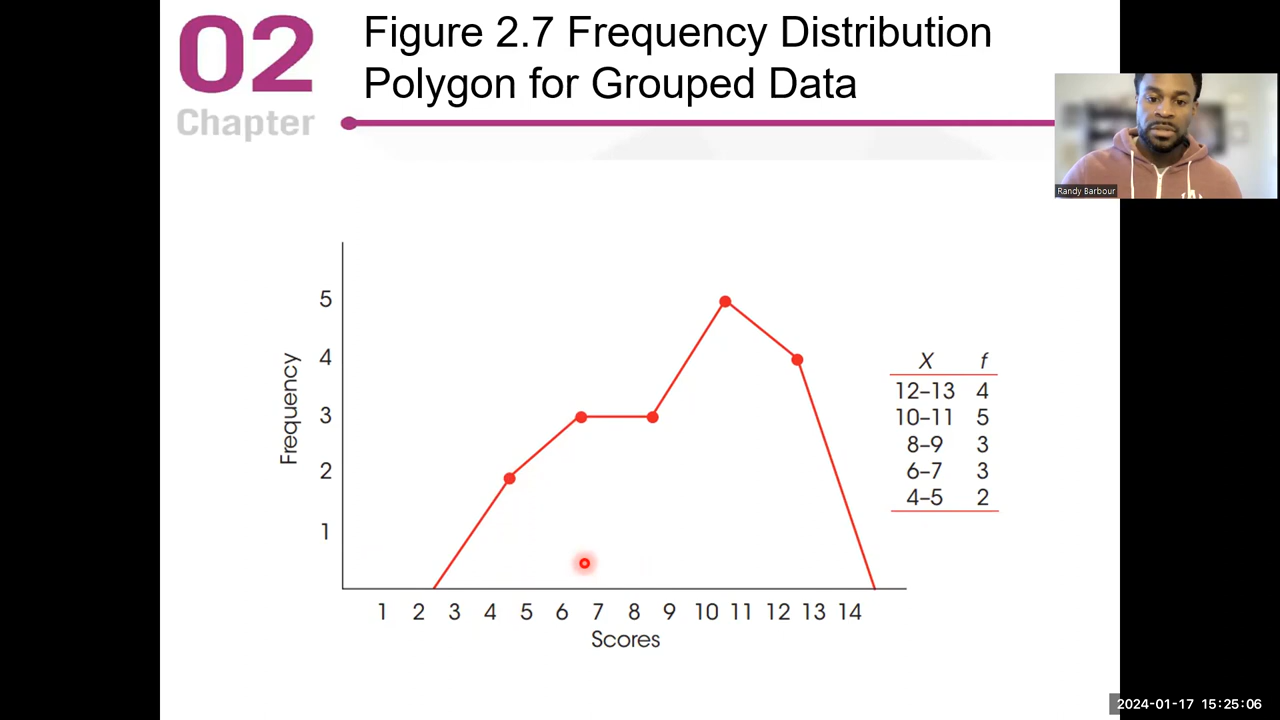 02
Chapter
Figure 2.7 Frequency Distribution
Polygon for Grouped Data
Randy Barbour
Frequency
5
4
3
2
1
1 2 3 4 5 6 7 8 9 10 11 12 13 14
Scores
X f
12–13 4
10–11 5
8–9 3
6–7 3
4–5 2
2024-01-17 15:25:06